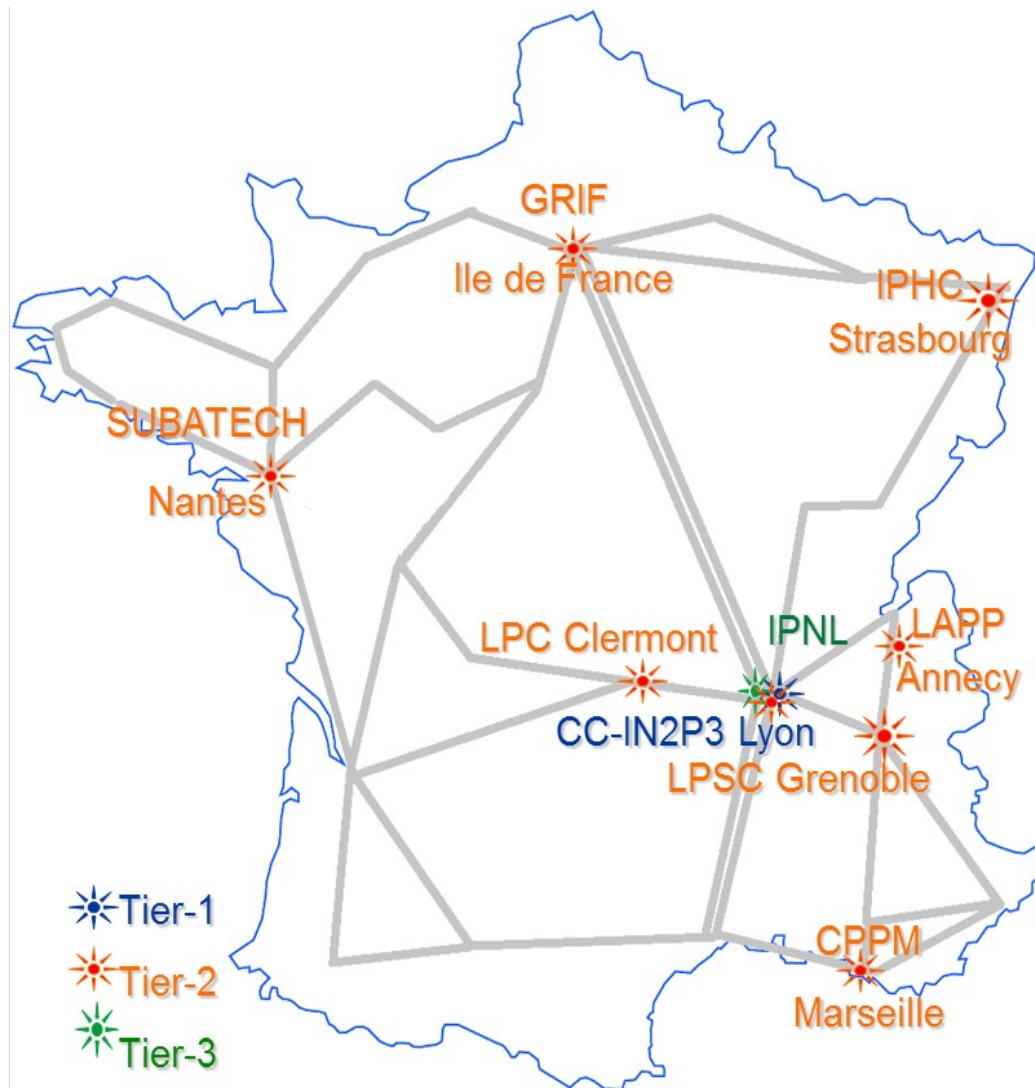 GRIF
Ile de France
IPHC
Strasbourg
SUBATECH
Nantes
IPNL
LPC Clermont
LAPP
Annecy
CC-IN2P3 Lyon
LPSC Grenoble
Tier-1
CPPM
Tier-2
Marseille
Tier-3